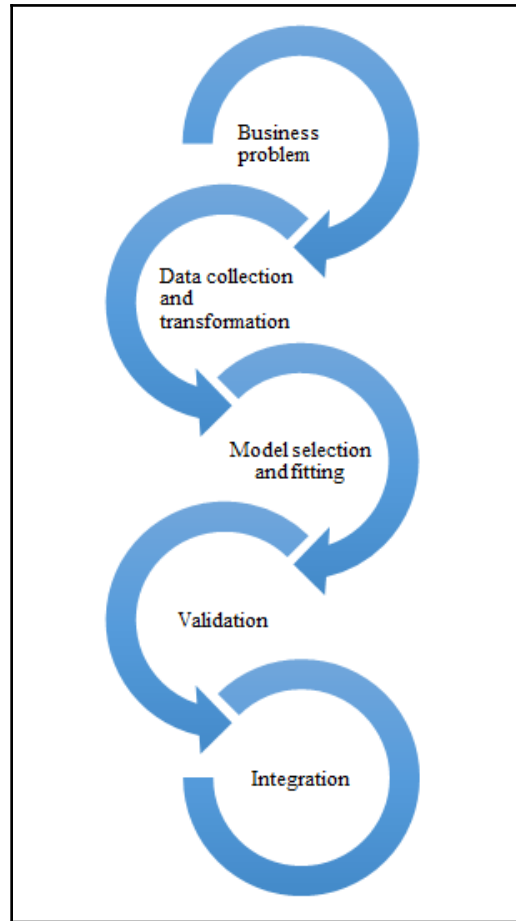 Business
problem
Data collection
and
transformation
Model selection
and fitting
Validation
Integration